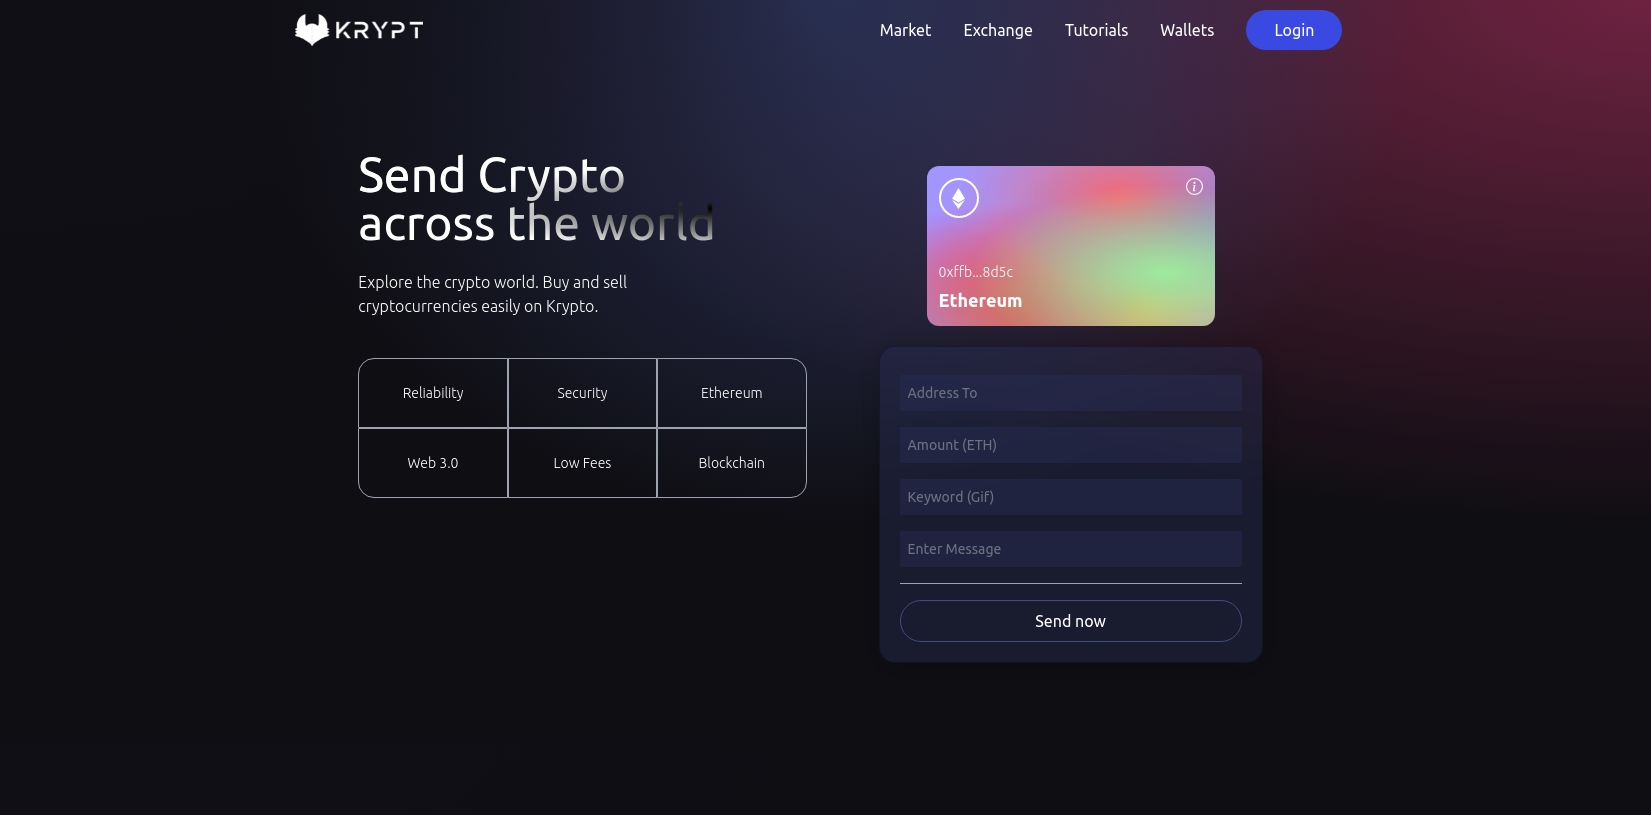 KRYPT
Market
Exchange
Tutorials
Wallets
Login
Send Crypto
across the world
Explore the crypto world. Buy and sell
cryptocurrencies easily on Krypto.
Reliability
Security
Ethereum
Web 3.0
Low Fees
Blockchain
i
0xffb...8d5c
Ethereum
Address To
Amount (ETH)
Keyword (Gif)
Enter Message
Send now